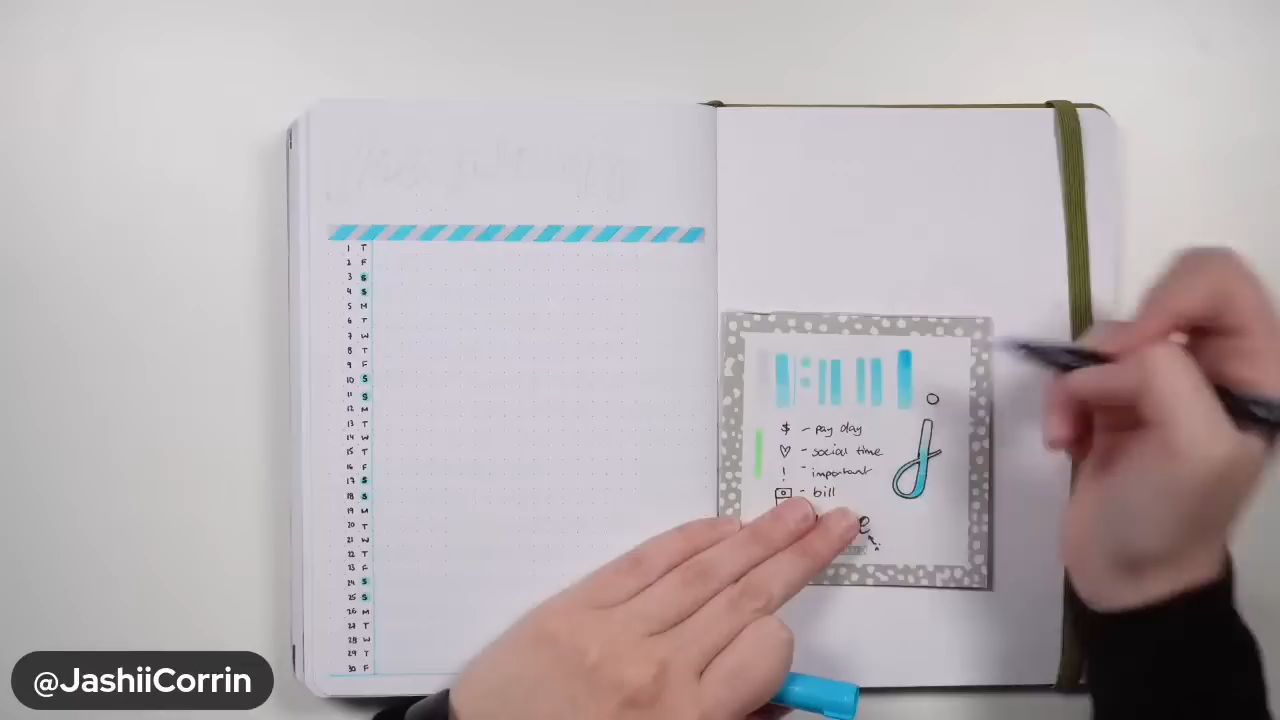 1 T
2 F
3 S
4 S
5 M
6 T
7 W
8 T
9 F
10 S
11 S
12 M
13 T
14 W
15 T
16 F
17 S
18 S
19 M
20 T
21 W
22 T
23 F
24 S
25 S
26 M
27 T
28 W
29 T
30 F
$ - pay day
♡ - social time
! - important
- bill
e
j
@JashiiCorrin